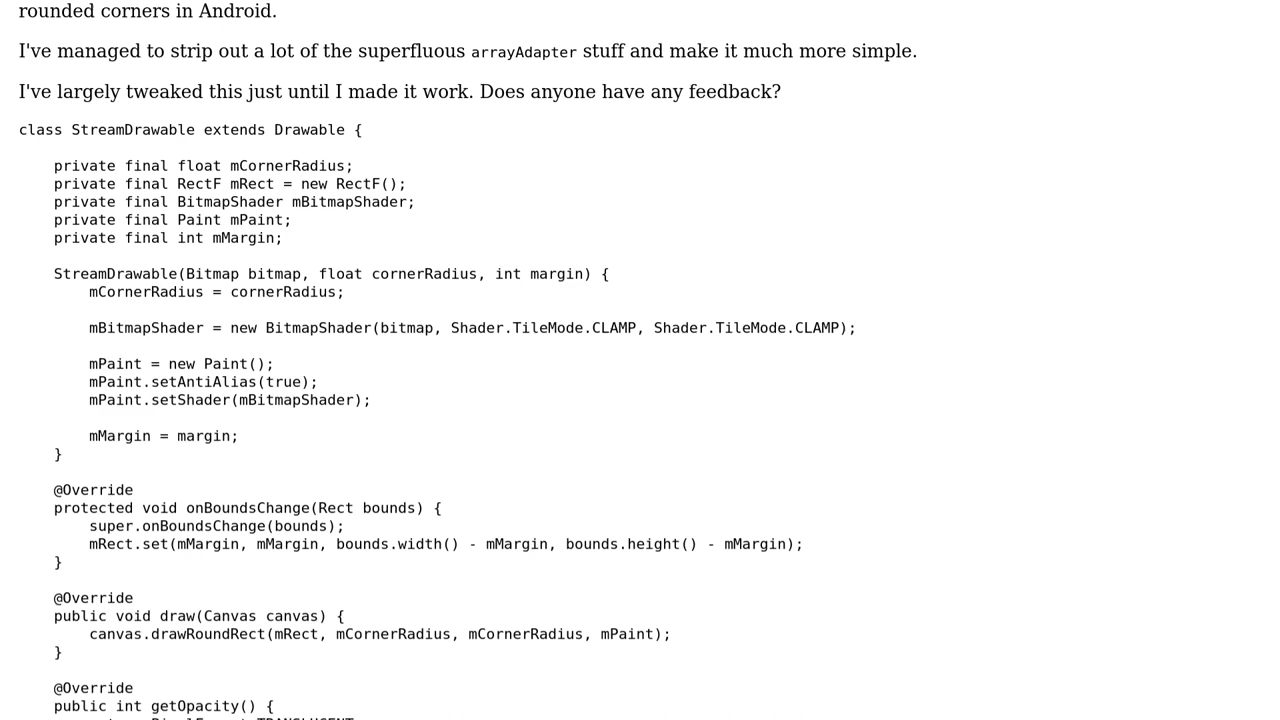 rounded corners in Android.
I've managed to strip out a lot of the superfluous arrayAdapter stuff and make it much more simple.
I've largely tweaked this just until I made it work. Does anyone have any feedback?
class StreamDrawable extends Drawable {
    private final float mCornerRadius;
    private final RectF mRect = new RectF();
    private final BitmapShader mBitmapShader;
    private final Paint mPaint;
    private final int mMargin;
    StreamDrawable(Bitmap bitmap, float cornerRadius, int margin) {
        mCornerRadius = cornerRadius;
        mBitmapShader = new BitmapShader(bitmap, Shader.TileMode.CLAMP, Shader.TileMode.CLAMP);
        mPaint = new Paint();
        mPaint.setAntiAlias(true);
        mPaint.setShader(mBitmapShader);
        mMargin = margin;
    }
    @Override
    protected void onBoundsChange(Rect bounds) {
        super.onBoundsChange(bounds);
        mRect.set(mMargin, mMargin, bounds.width() - mMargin, bounds.height() - mMargin);
    }
    @Override
    public void draw(Canvas canvas) {
        canvas.drawRoundRect(mRect, mCornerRadius, mCornerRadius, mPaint);
    }
    @Override
    public int getOpacity() {